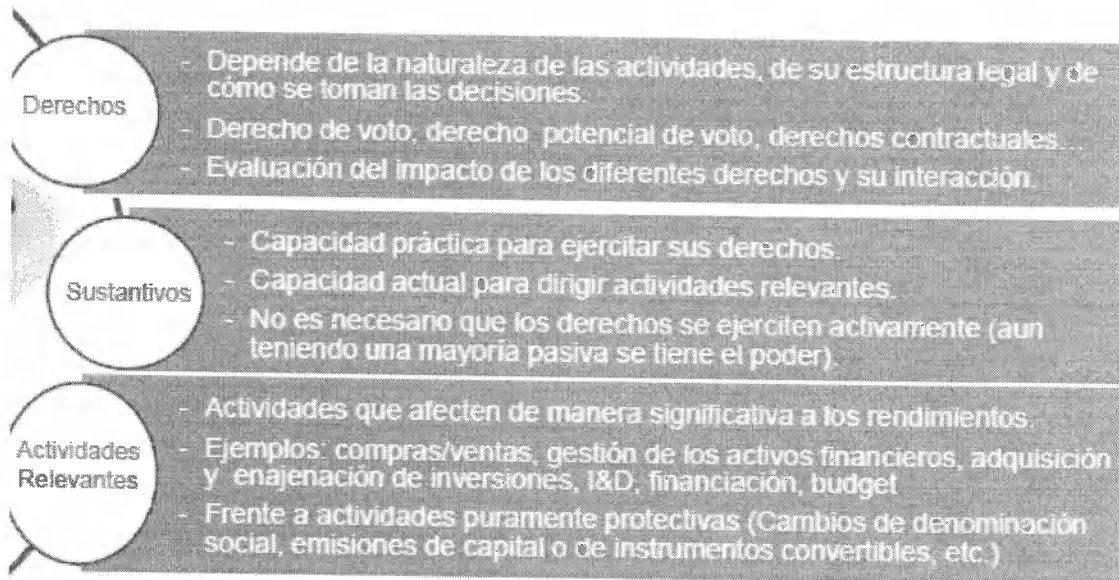 Derechos
- Depende de la naturaleza de las actividades, de su estructura legal y de
cómo se toman las decisiones.
- Derecho de voto, derecho potencial de voto, derechos contractuales...
- Evaluación del impacto de los diferentes derechos y su interacción.
Sustantivos
- Capacidad práctica para ejercitar sus derechos.
- Capacidad actual para dirigir actividades relevantes.
- No es necesario que los derechos se ejerciten activamente (aun
teniendo una mayoría pasiva se tiene el poder).
Actividades
Relevantes
- Actividades que afecten de manera significativa a los rendimientos.
- Ejemplos: compras/ventas, gestión de los activos financieros, adquisición
y enajenación de inversiones, I&D, financiación, budget
- Frente a actividades puramente protectivas (Cambios de denominación
social, emisiones de capital o de instrumentos convertibles, etc.)